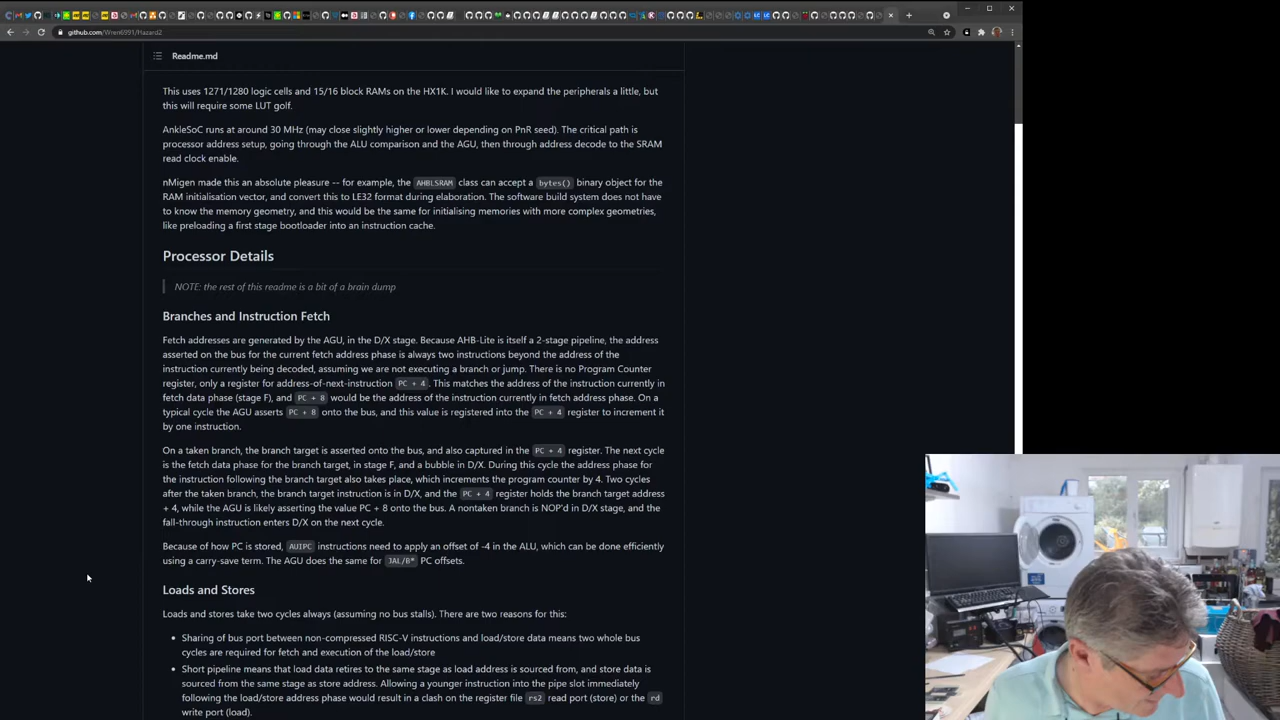 github.com/Wren6991/Hazard2
Readme.md
This uses 1271/1280 logic cells and 15/16 block RAMs on the HX1K. I would like to expand the peripherals a little, but
this will require some LUT golf.
AnkleSoC runs at around 30 MHz (may close slightly higher or lower depending on PnR seed). The critical path is
processor address setup, going through the ALU comparison and the AGU, then through address decode to the SRAM
read clock enable.
nMigen made this an absolute pleasure -- for example, the AHBLSRAM class can accept a bytes() binary object for the
RAM initialisation vector, and convert this to LE32 format during elaboration. The software build system does not have
to know the memory geometry, and this would be the same for initialising memories with more complex geometries,
like preloading a first stage bootloader into an instruction cache.
Processor Details
NOTE: the rest of this readme is a bit of a brain dump
Branches and Instruction Fetch
Fetch addresses are generated by the AGU, in the D/X stage. Because AHB-Lite is itself a 2-stage pipeline, the address
asserted on the bus for the current fetch address phase is always two instructions beyond the address of the
instruction currently being decoded, assuming we are not executing a branch or jump. There is no Program Counter
register, only a register for address-of-next-instruction PC + 4. This matches the address of the instruction currently in
fetch data phase (stage F), and PC + 8 would be the address of the instruction currently in fetch address phase. On a
typical cycle the AGU asserts PC + 8 onto the bus, and this value is registered into the PC + 4 register to increment it
by one instruction.
On a taken branch, the branch target is asserted onto the bus, and also captured in the PC + 4 register. The next cycle
is the fetch data phase for the branch target, in stage F, and a bubble in D/X. During this cycle the address phase for
the instruction following the branch target also takes place, which increments the program counter by 4. Two cycles
after the taken branch, the branch target instruction is in D/X, and the PC + 4 register holds the branch target address
+ 4, while the AGU is likely asserting the value PC + 8 onto the bus. A nontaken branch is NOP'd in D/X stage, and the
fall-through instruction enters D/X on the next cycle.
Because of how PC is stored, AUIPC instructions need to apply an offset of -4 in the ALU, which can be done efficiently
using a carry-save term. The AGU does the same for JAL/B* PC offsets.
Loads and Stores
Loads and stores take two cycles always (assuming no bus stalls). There are two reasons for this:
• Sharing of bus port between non-compressed RISC-V instructions and load/store data means two whole bus
cycles are required for fetch and execution of the load/store
• Short pipeline means that load data retires to the same stage as load address is sourced from, and store data is
sourced from the same stage as store address. Allowing a younger instruction into the pipe slot immediately
following the load/store address phase would result in a clash on the register file rs2 read port (store) or the rd
write port (load).